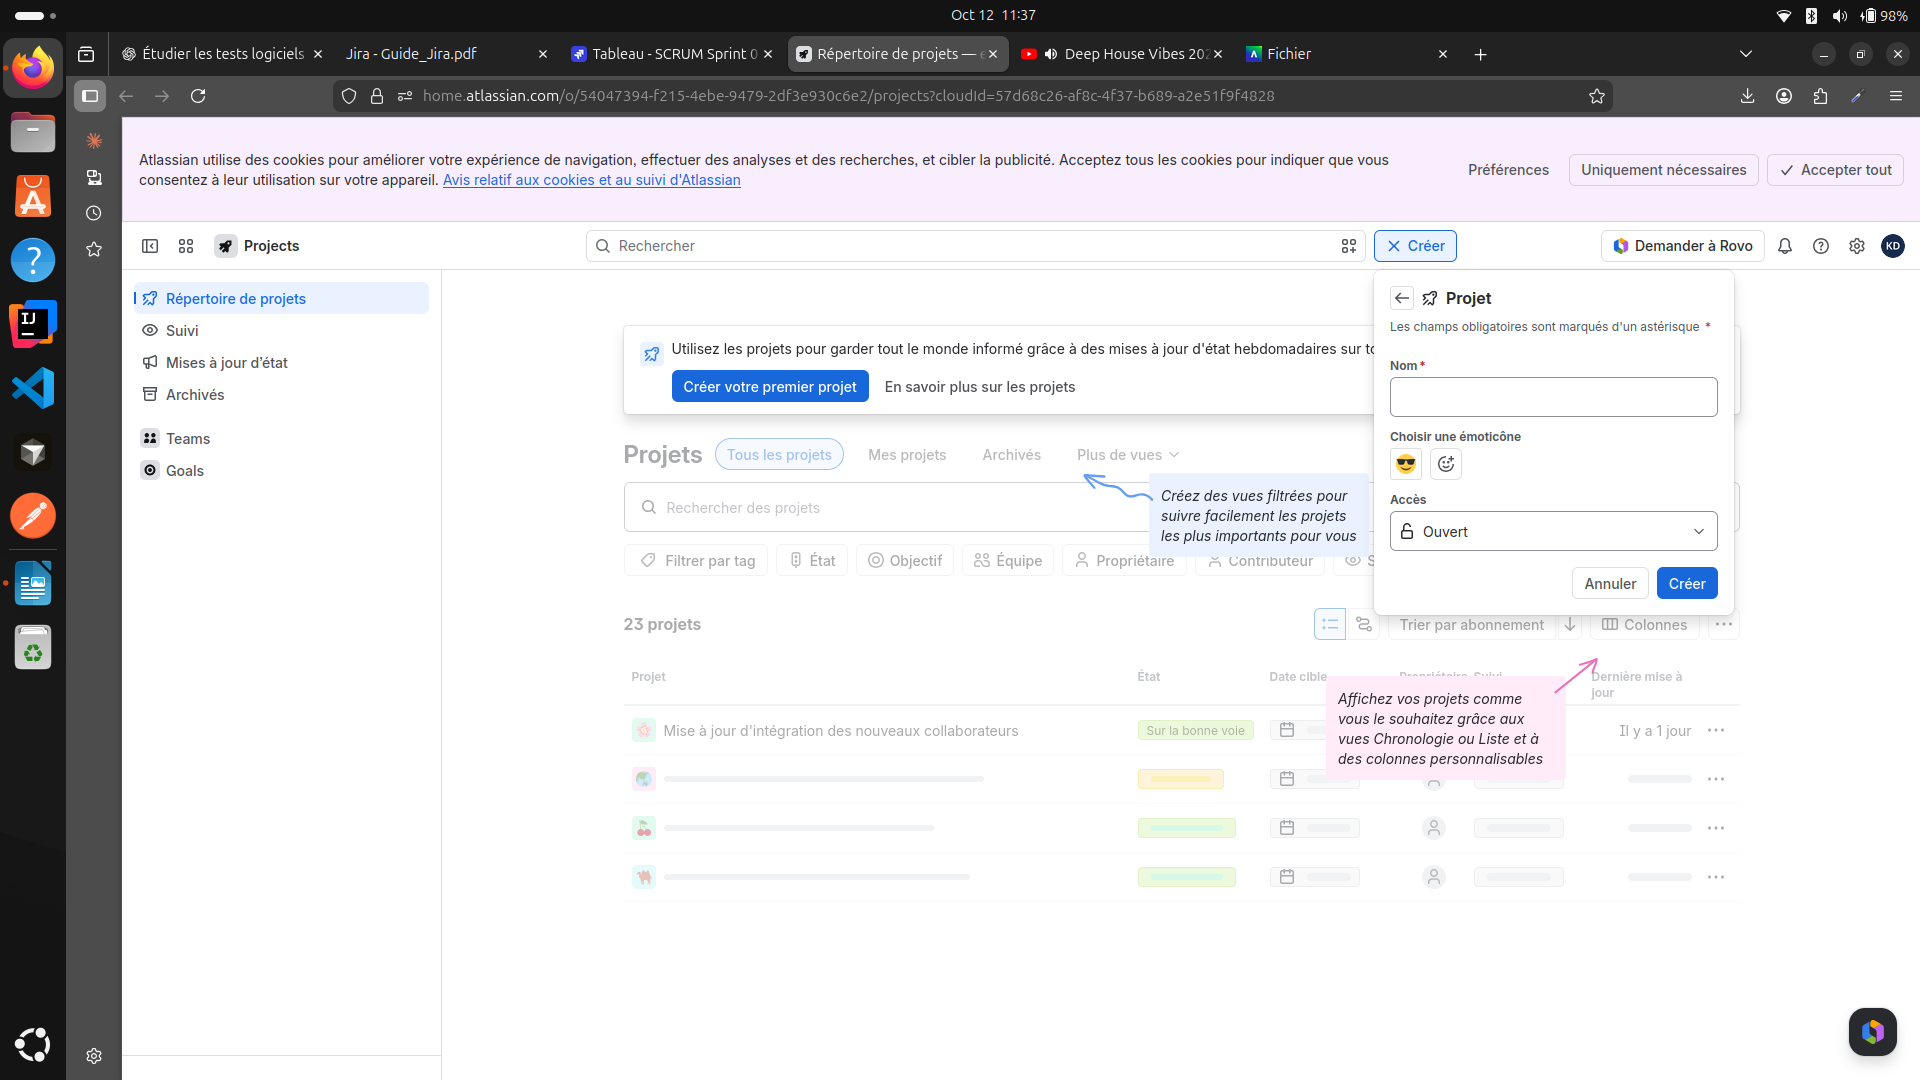 Oct 12 11:37
98%
Étudier les tests logiciels
Jira - Guide_Jira.pdf
Tableau - SCRUM Sprint 0
Répertoire de projets — e
Deep House Vibes 202
Fichier
home.atlassian.com/o/54047394-f215-4ebe-9479-2df3e930c6e2/projects?cloudId=57d68c26-af8c-4f37-b689-a2e51f9f4828
Atlassian utilise des cookies pour améliorer votre expérience de navigation, effectuer des analyses et des recherches, et cibler la publicité. Acceptez tous les cookies pour indiquer que vous
consentez à leur utilisation sur votre appareil. Avis relatif aux cookies et au suivi d'Atlassian
Préférences
Uniquement nécessaires
Accepter tout
Projects
Rechercher
Créer
Demander à Rovo
KD
Répertoire de projets
Suivi
Mises à jour d’état
Archivés
Teams
Goals
Utilisez les projets pour garder tout le monde informé grâce à des mises à jour d'état hebdomadaires sur
Créer votre premier projet
En savoir plus sur les projets
Projets
Tous les projets
Mes projets
Archivés
Plus de vues
Rechercher des projets
Créez des vues filtrées pour
suivre facilement les projets
les plus importants pour vous
Filtrer par tag
État
Objectif
Équipe
Propriétaire
Contributeur
23 projets
Trier par abonnement
Colonnes
Projet
État
Date cible
Propriétaire
Suivi
Dernière mise à
jour
Mise à jour d'intégration des nouveaux collaborateurs
Sur la bonne voie
Il y a 1 jour
Affichez vos projets comme
vous le souhaitez grâce aux
vues Chronologie ou Liste et à
des colonnes personnalisables
Projet
Les champs obligatoires sont marqués d'un astérisque *
Nom *
Choisir une émoticône
Accès
Ouvert
Annuler
Créer